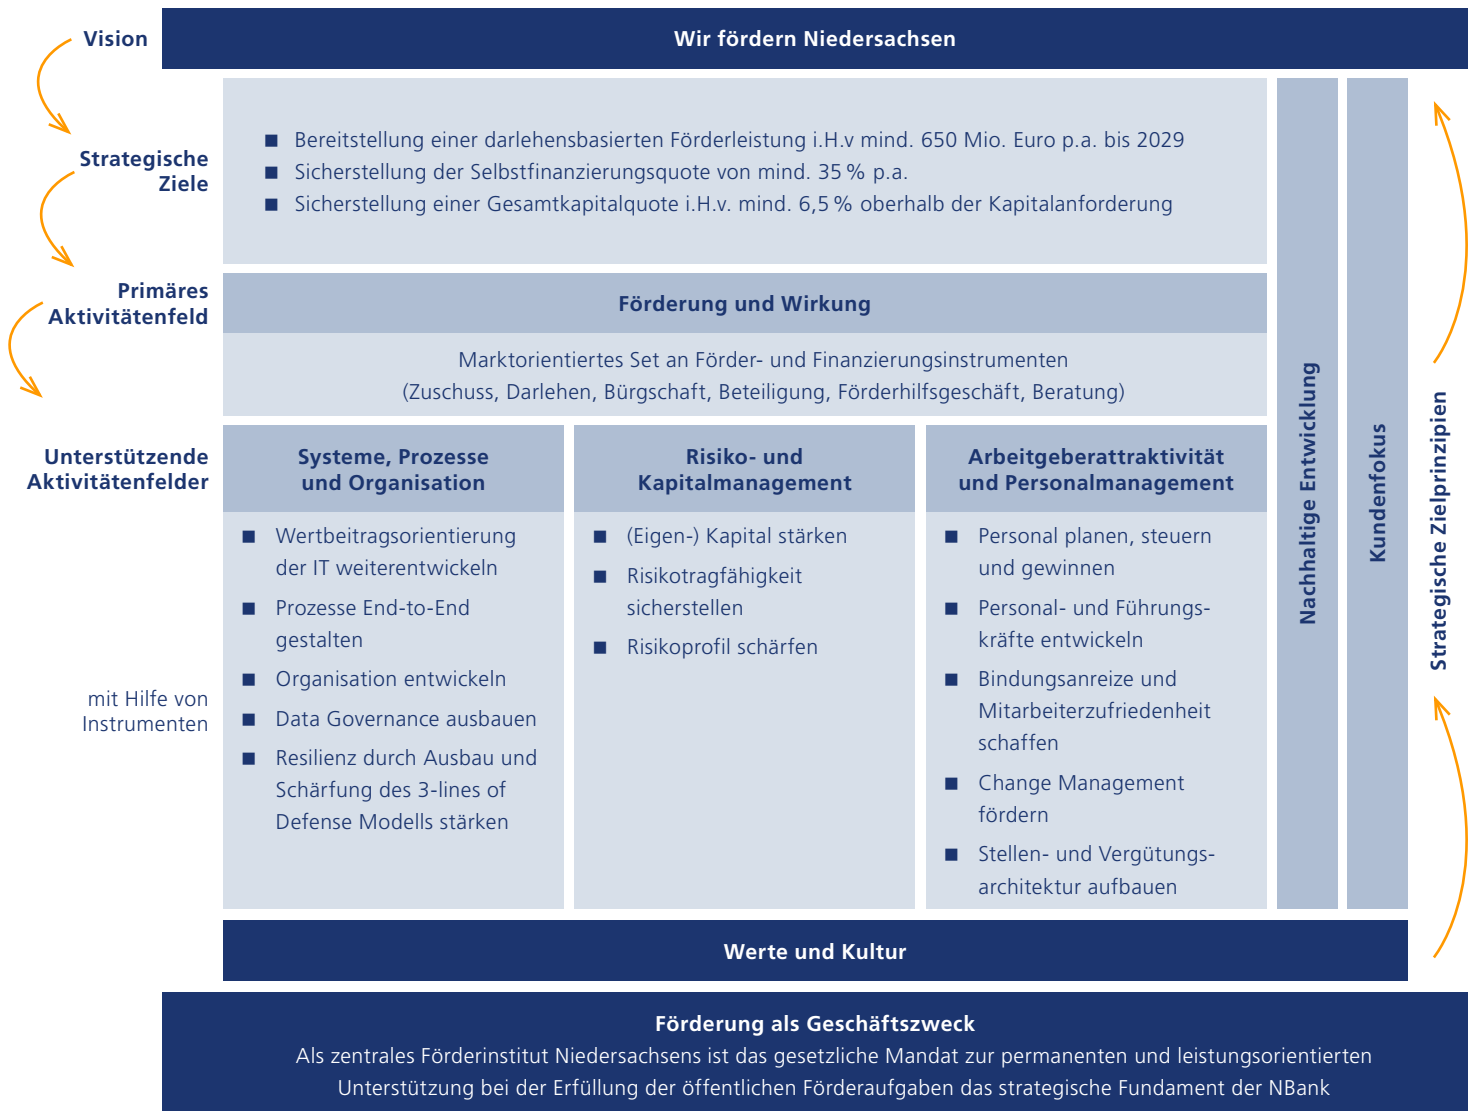 Vision
Wir fördern Niedersachsen
Strategische
Ziele
■ Bereitstellung einer darlehensbasierten Förderleistung i.H.v mind. 650 Mio. Euro p.a. bis 2029
■ Sicherstellung der Selbstfinanzierungsquote von mind. 35 % p.a.
■ Sicherstellung einer Gesamtkapitalquote i.H.v. mind. 6,5 % oberhalb der Kapitalanforderung
Primäres
Aktivitätenfeld
Förderung und Wirkung
Marktorientiertes Set an Förder- und Finanzierungsinstrumenten
(Zuschuss, Darlehen, Bürgschaft, Beteiligung, Förderhilfsgeschäft, Beratung)
Unterstützende
Aktivitätenfelder
mit Hilfe von
Instrumenten
Systeme, Prozesse
und Organisation
■ Wertbeitragsorientierung
der IT weiterentwickeln
■ Prozesse End-to-End
gestalten
■ Organisation entwickeln
■ Data Governance ausbauen
■ Resilienz durch Ausbau und
Schärfung des 3-lines of
Defense Modells stärken
Risiko- und
Kapitalmanagement
■ (Eigen-) Kapital stärken
■ Risikotragfähigkeit
sicherstellen
■ Risikoprofil schärfen
Arbeitgeberattraktivität
und Personalmanagement
■ Personal planen, steuern
und gewinnen
■ Personal- und Führungs-
kräfte entwickeln
■ Bindungsanreize und
Mitarbeiterzufriedenheit
schaffen
■ Change Management
fördern
■ Stellen- und Vergütungs-
architektur aufbauen
Nachhaltige Entwicklung
Kundenfokus
Strategische Zielprinzipien
Werte und Kultur
Förderung als Geschäftszweck
Als zentrales Förderinstitut Niedersachsens ist das gesetzliche Mandat zur permanenten und leistungsorientierten
Unterstützung bei der Erfüllung der öffentlichen Förderaufgaben das strategische Fundament der NBank